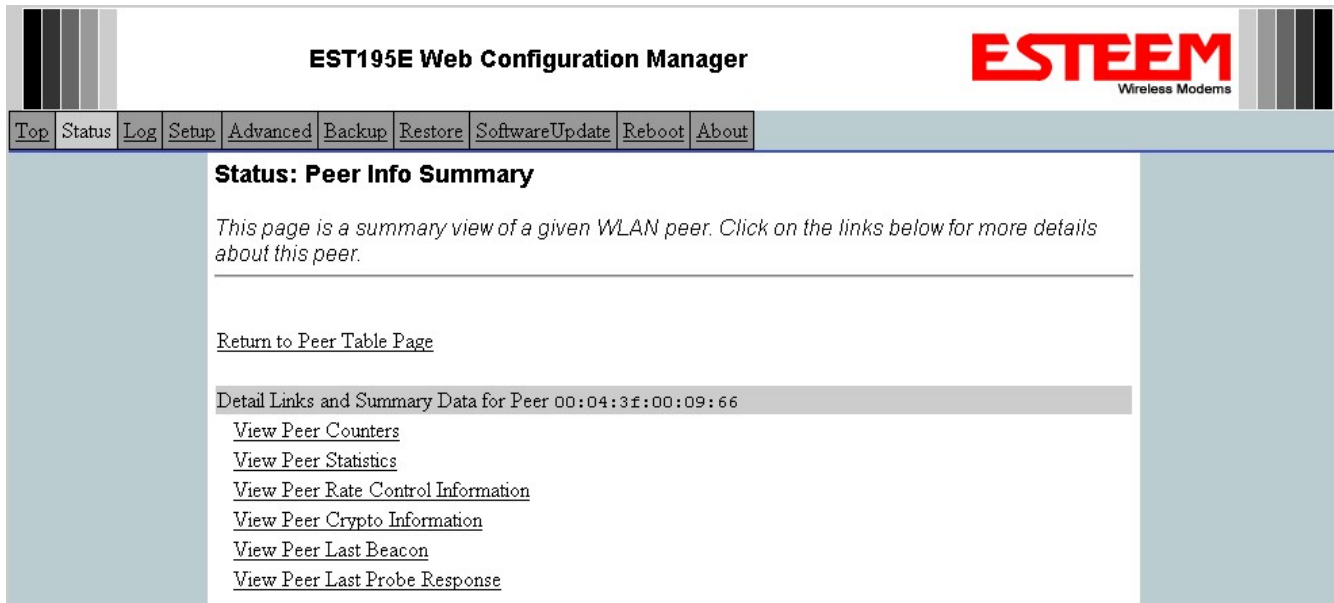 EST195E Web Configuration Manager
ESTEEM
Wireless Modems
Top Status Log Setup Advanced Backup Restore SoftwareUpdate Reboot About
Status: Peer Info Summary
This page is a summary view of a given WLAN peer. Click on the links below for more details
about this peer.
Return to Peer Table Page
Detail Links and Summary Data for Peer 00:04:3f:00:09:66
View Peer Counters
View Peer Statistics
View Peer Rate Control Information
View Peer Crypto Information
View Peer Last Beacon
View Peer Last Probe Response